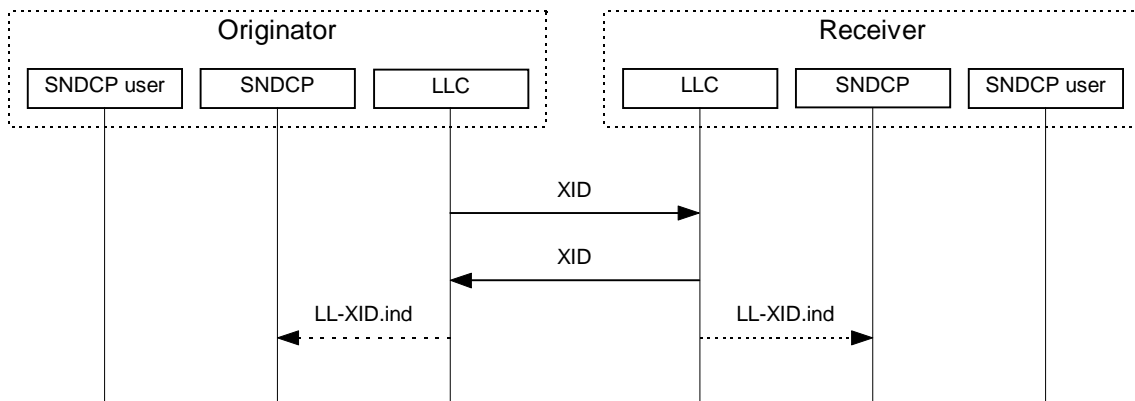 Originator
Receiver
SNDCP user
SNDCP
LLC
LLC
SNDCP
SNDCP user
XID
XID
LL-XID.ind
LL-XID.ind